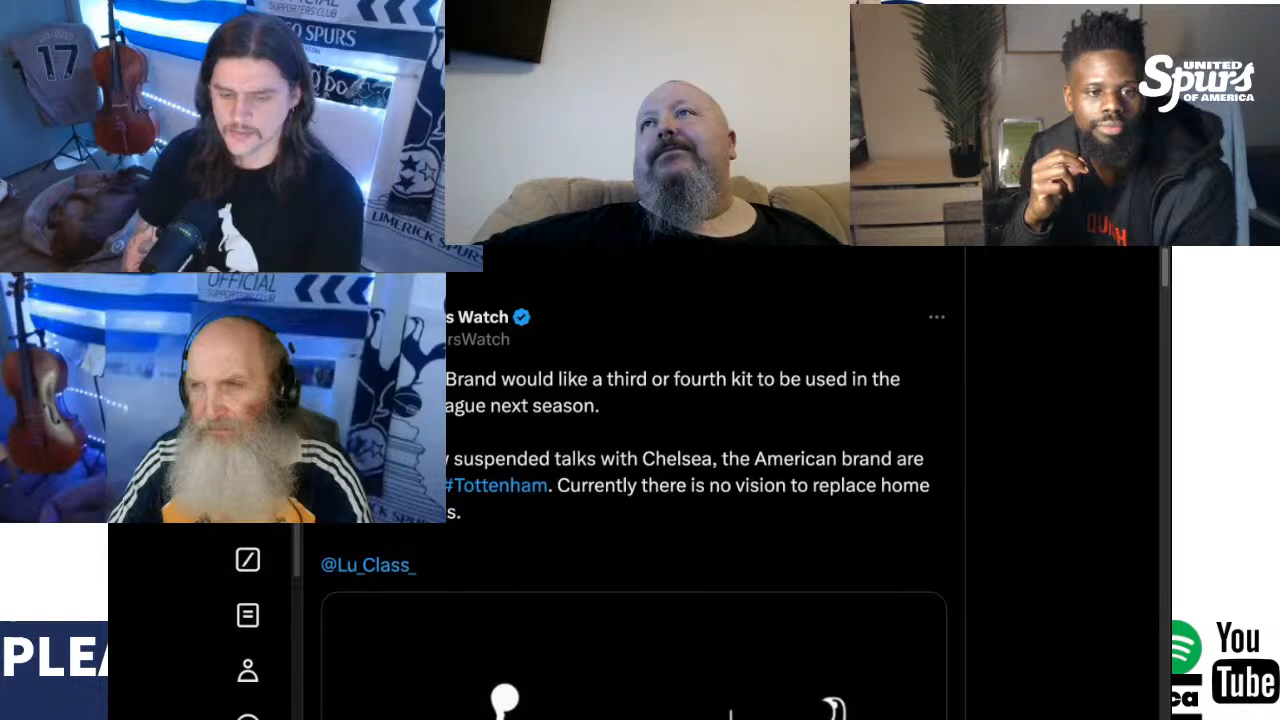 17
SUPPORTERS' CLUB
SPURS
UNITED
Spurs
OF AMERICA
LIMERICK SPURS
OFFICIAL
s Watch
rsWatch
Brand would like a third or fourth kit to be used in the
ague next season.
suspended talks with Chelsea, the American brand are
#Tottenham. Currently there is no vision to replace home
s.
@Lu_Class_
PLEA
You
Tube
ca